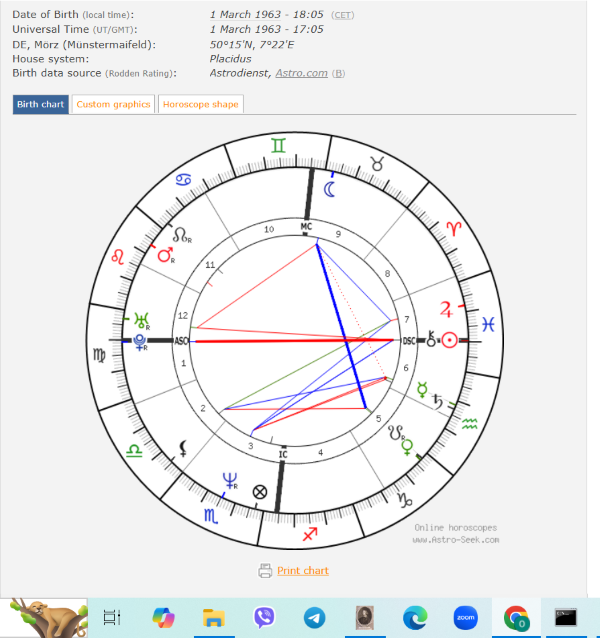 Date of Birth (local time): 1 March 1963 - 18:05 (CET)
Universal Time (UT/GMT): 1 March 1963 - 17:05
DE, Mörz (Münstermaifeld): 50°15'N, 7°22'E
House system: Placidus
Birth data source (Rodden Rating): Astrodienst, Astro.com (B)
Birth chart Custom graphics Horoscope shape
10 MC 9
11 8
12 7
ASC DSC
1 6
2 5
3 IC 4
R
R
R
R
R
R
Online horoscopes
www.Astro-Seek.com
Print chart
zoom
O